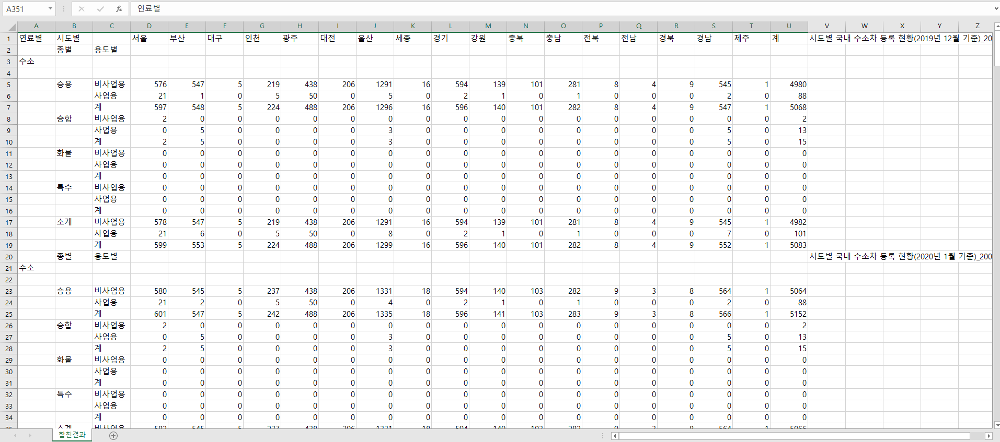 A351 연료별
A B C D E F G H I J K L M N O P Q R S T U V W X Y Z
1 연료별 시도별 서울 부산 대구 인천 광주 대전 울산 세종 경기 강원 충북 충남 전북 전남 경북 경남 제주 계 시도별 국내 수소차 등록 현황(2019년 12월 기준)_20
2 종별 용도별
3 수소
4
5 승용 비사업용 576 547 5 219 438 206 1291 16 594 139 101 281 8 4 9 545 1 4980
6 사업용 21 1 0 5 50 0 5 0 2 1 0 1 0 0 0 2 0 88
7 계 597 548 5 224 488 206 1296 16 596 140 101 282 8 4 9 547 1 5068
8 승합 비사업용 2 0 0 0 0 0 0 0 0 0 0 0 0 0 0 0 0 2
9 사업용 0 5 0 0 0 0 3 0 0 0 0 0 0 0 0 5 0 13
10 계 2 5 0 0 0 0 3 0 0 0 0 0 0 0 0 5 0 15
11 화물 비사업용 0 0 0 0 0 0 0 0 0 0 0 0 0 0 0 0 0 0
12 사업용 0 0 0 0 0 0 0 0 0 0 0 0 0 0 0 0 0 0
13 계 0 0 0 0 0 0 0 0 0 0 0 0 0 0 0 0 0 0
14 특수 비사업용 0 0 0 0 0 0 0 0 0 0 0 0 0 0 0 0 0 0
15 사업용 0 0 0 0 0 0 0 0 0 0 0 0 0 0 0 0 0 0
16 계 0 0 0 0 0 0 0 0 0 0 0 0 0 0 0 0 0 0
17 소계 비사업용 578 547 5 219 438 206 1291 16 594 139 101 281 8 4 9 545 1 4982
18 사업용 21 6 0 5 50 0 8 0 2 1 0 1 0 0 0 7 0 101
19 계 599 553 5 224 488 206 1299 16 596 140 101 282 8 4 9 552 1 5083
20 종별 용도별 시도별 국내 수소차 등록 현황(2020년 1월 기준)_200
21 수소
22
23 승용 비사업용 580 545 5 237 438 206 1331 18 594 140 103 282 9 3 8 564 1 5064
24 사업용 21 2 0 5 50 0 4 0 2 1 0 1 0 0 0 2 0 88
25 계 601 547 5 242 488 206 1335 18 596 141 103 283 9 3 8 566 1 5152
26 승합 비사업용 2 0 0 0 0 0 0 0 0 0 0 0 0 0 0 0 0 2
27 사업용 0 5 0 0 0 0 3 0 0 0 0 0 0 0 0 5 0 13
28 계 2 5 0 0 0 0 3 0 0 0 0 0 0 0 0 5 0 15
29 화물 비사업용 0 0 0 0 0 0 0 0 0 0 0 0 0 0 0 0 0 0
30 사업용 0 0 0 0 0 0 0 0 0 0 0 0 0 0 0 0 0 0
31 계 0 0 0 0 0 0 0 0 0 0 0 0 0 0 0 0 0 0
32 특수 비사업용 0 0 0 0 0 0 0 0 0 0 0 0 0 0 0 0 0 0
33 사업용 0 0 0 0 0 0 0 0 0 0 0 0 0 0 0 0 0 0
34 계 0 0 0 0 0 0 0 0 0 0 0 0 0 0 0 0 0 0
35 소계 비사업용 582 545 5 237 438 206 1331 18 594 140 103 282 9 3 8 564 1 5066
합친결과